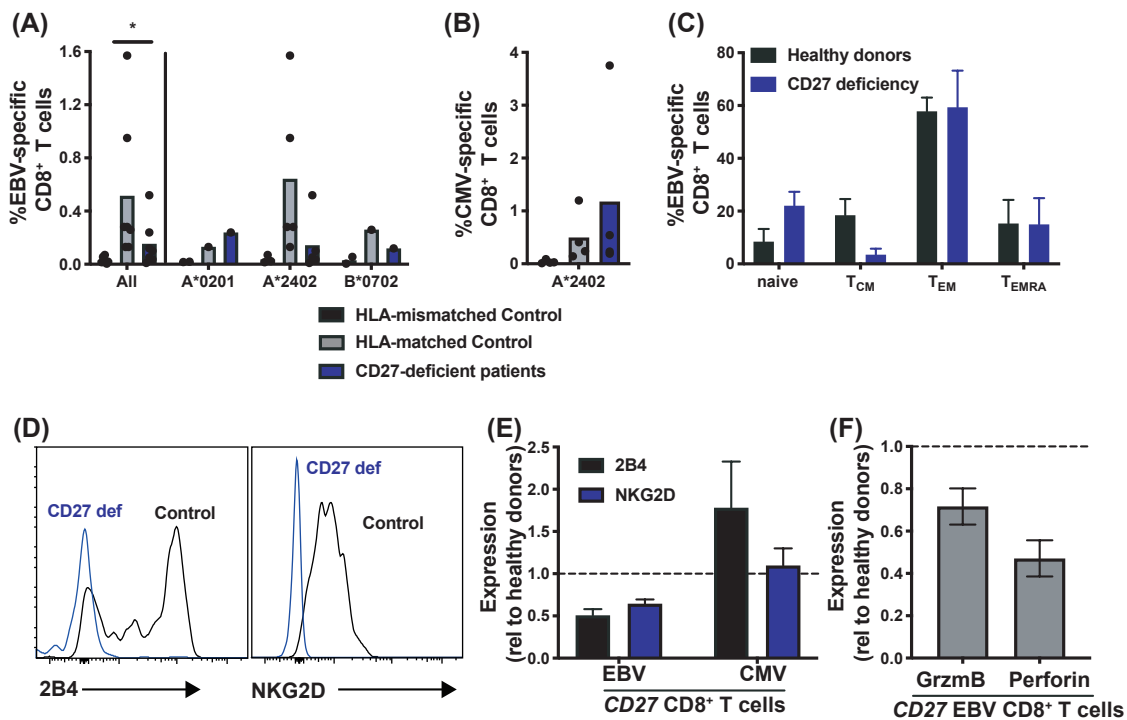 (A)
*
%EBV-specific
CD8⁺ T cells
1.6
1.2
0.8
0.4
0.0
All
A*0201
A*2402
B*0702
(B)
%CMV-specific
CD8⁺ T cells
4
3
2
1
0
A*2402
(C)
Healthy donors
CD27 deficiency
%EBV-specific
CD8⁺ T cells
80
60
40
20
0
naive
TCM
TEM
TEMRA
HLA-mismatched Control
HLA-matched Control
CD27-deficient patients
(D)
CD27 def
Control
2B4
CD27 def
Control
NKG2D
(E)
2B4
NKG2D
Expression
(rel to healthy donors)
2.5
2.0
1.5
1.0
0.5
0.0
EBV
CMV
CD27 CD8⁺ T cells
(F)
Expression
(rel to healthy donors)
1.0
0.8
0.6
0.4
0.2
0.0
GrzmB
Perforin
CD27 EBV CD8⁺ T cells